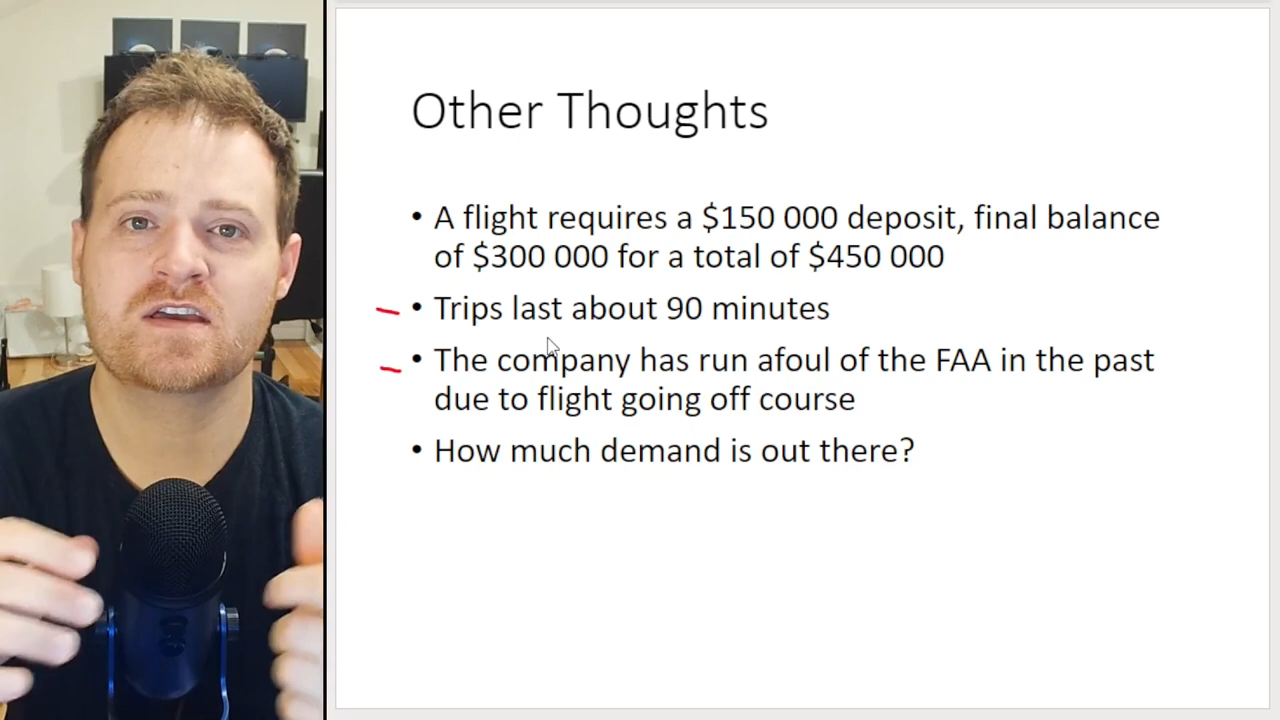 Other Thoughts
• A flight requires a $150 000 deposit, final balance
of $300 000 for a total of $450 000
• Trips last about 90 minutes
• The company has run afoul of the FAA in the past
due to flight going off course
• How much demand is out there?